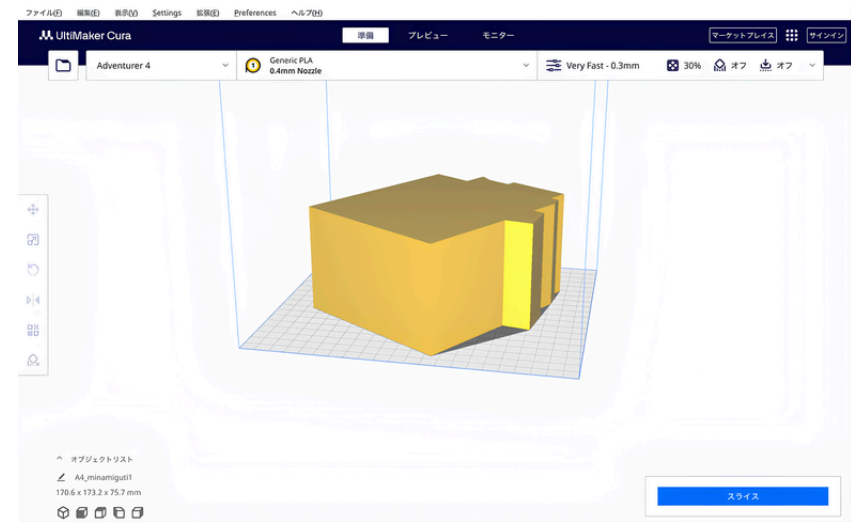 ファイル(F) 編集(E) 表示(V) Settings 拡張(E) Preferences ヘルプ(H)
UltiMaker Cura 準備 プレビュー モニター マーケットプレイス サインイン
Adventurer 4
1
Generic PLA
0.4mm Nozzle
Very Fast - 0.3mm 30% オフ オフ
オブジェクトリスト
A4_minamiguti1
170.6 x 173.2 x 75.7 mm
スライス